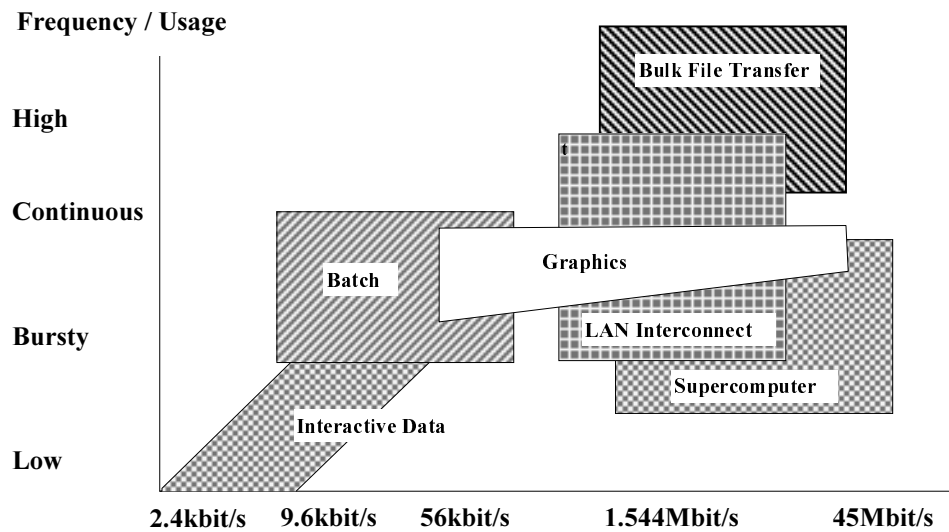 Frequency / Usage
Bulk File Transfer
High
t
Continuous
Graphics
Batch
Bursty
LAN Interconnect
Supercomputer
Interactive Data
Low
2.4kbit/s 9.6kbit/s 56kbit/s 1.544Mbit/s 45Mbit/s